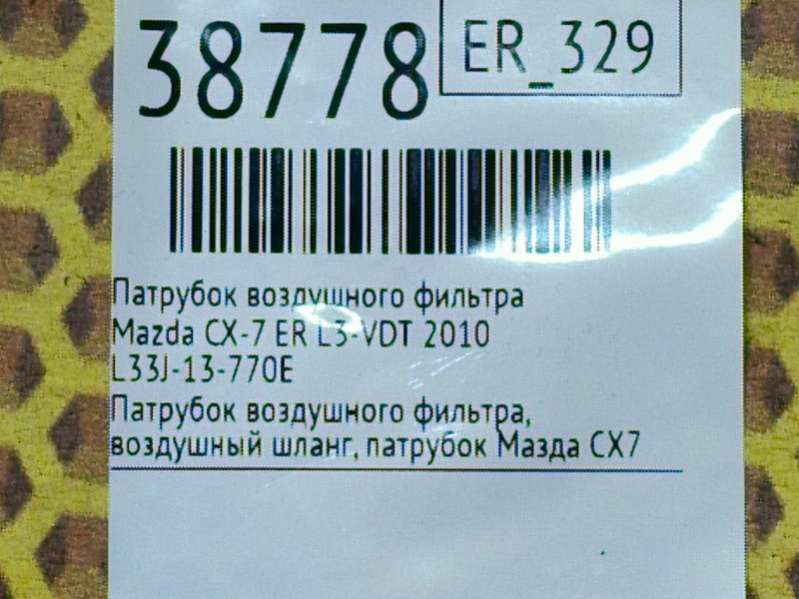 38778
ER_329
Патрубок воздушного фильтра
Mazda CX-7 ER L3-VDT 2010
L33J-13-770E
Патрубок воздушного фильтра,
воздушный шланг, патрубок Мазда CX7